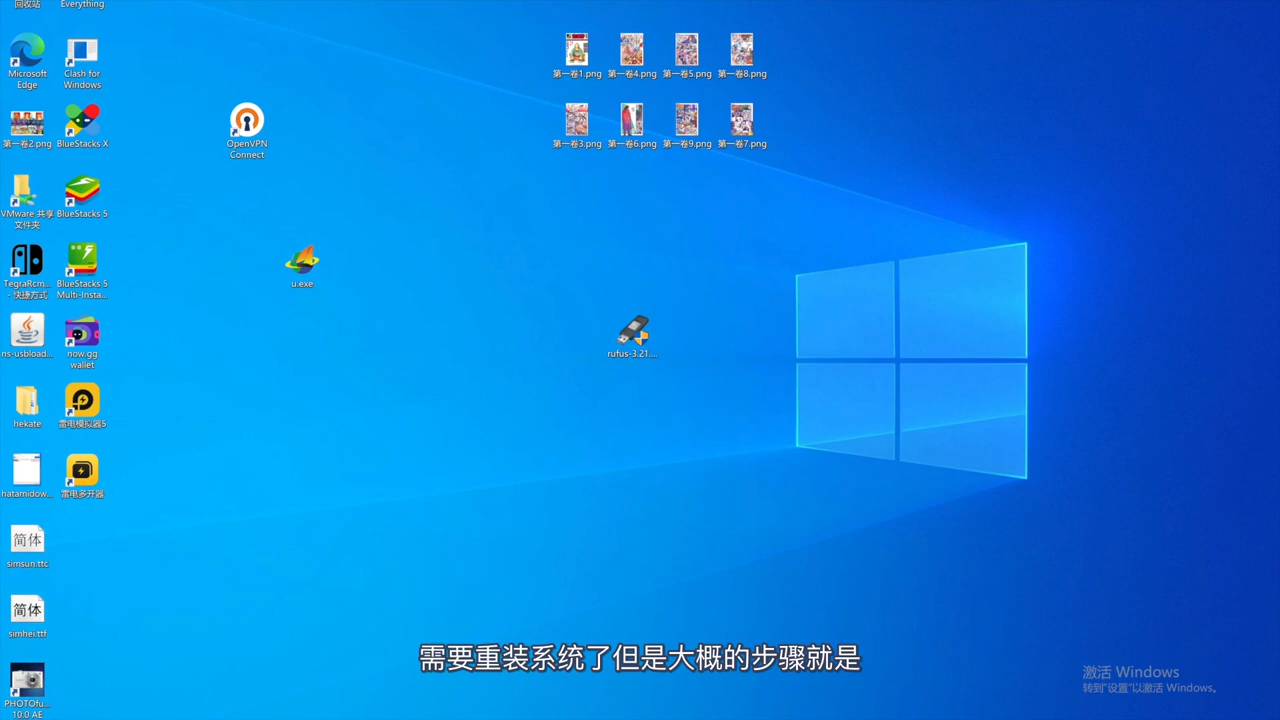 回收站
Everything
Microsoft
Edge
Clash for
Windows
第一卷2.png
BlueStacks X
VMware 共享
文件夹
BlueStacks 5
TegraRcm...
- 快捷方式
BlueStacks 5
Multi-Insta...
ns-usbload...
now.gg
wallet
hekate
雷电模拟器5
hatamidow...
雷电多开器
简体
simsun.ttc
简体
simhei.ttf
PHOTOfu...
10.0 AE
OpenVPN
Connect
u.exe
第一卷1.png
第一卷4.png
第一卷5.png
第一卷8.png
第一卷3.png
第一卷6.png
第一卷9.png
第一卷7.png
rufus-3.21....
需要重装系统了但是大概的步骤就是
激活 Windows
转到"设置"以激活 Windows。